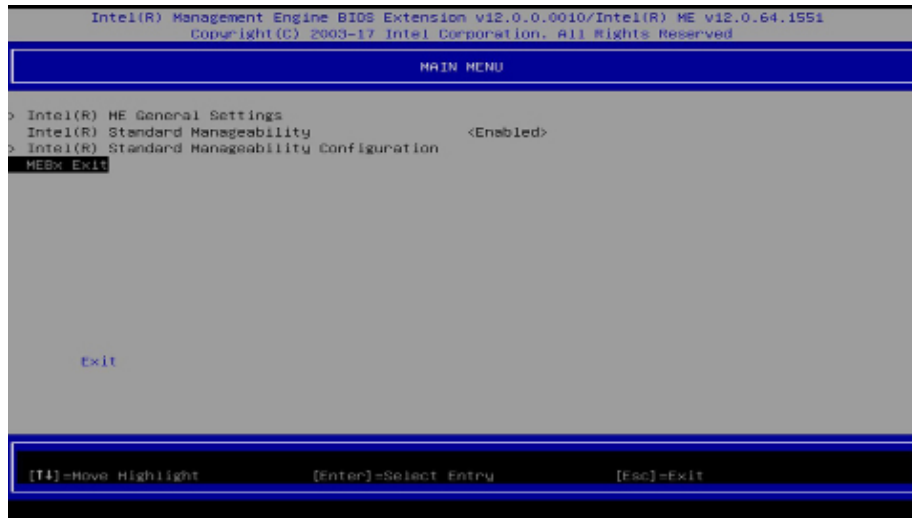 Intel(R) Management Engine BIOS Extension v12.0.0.0010/Intel(R) ME v12.0.64.1551
Copyright(C) 2003-17 Intel Corporation. All Rights Reserved
MAIN MENU
> Intel(R) ME General Settings
Intel(R) Standard Manageability <Enabled>
> Intel(R) Standard Manageability Configuration
MEBx Exit
Exit
[↑↓]=Move Highlight [Enter]=Select Entry [Esc]=Exit